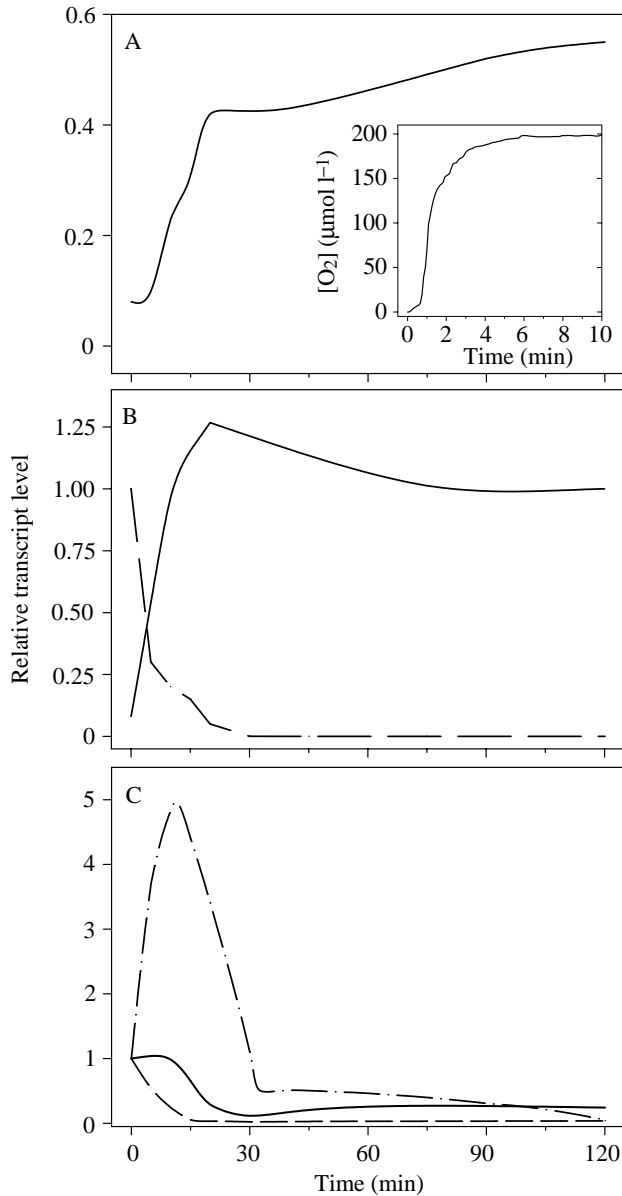 A
0.6
0.4
0.2
0
[O2] (μmol l–1)
200
150
100
50
0
0 2 4 6 8 10
Time (min)
B
Relative transcript level
1.25
1.00
0.75
0.50
0.25
0
C
5
4
3
2
1
0
0 30 60 90 120
Time (min)